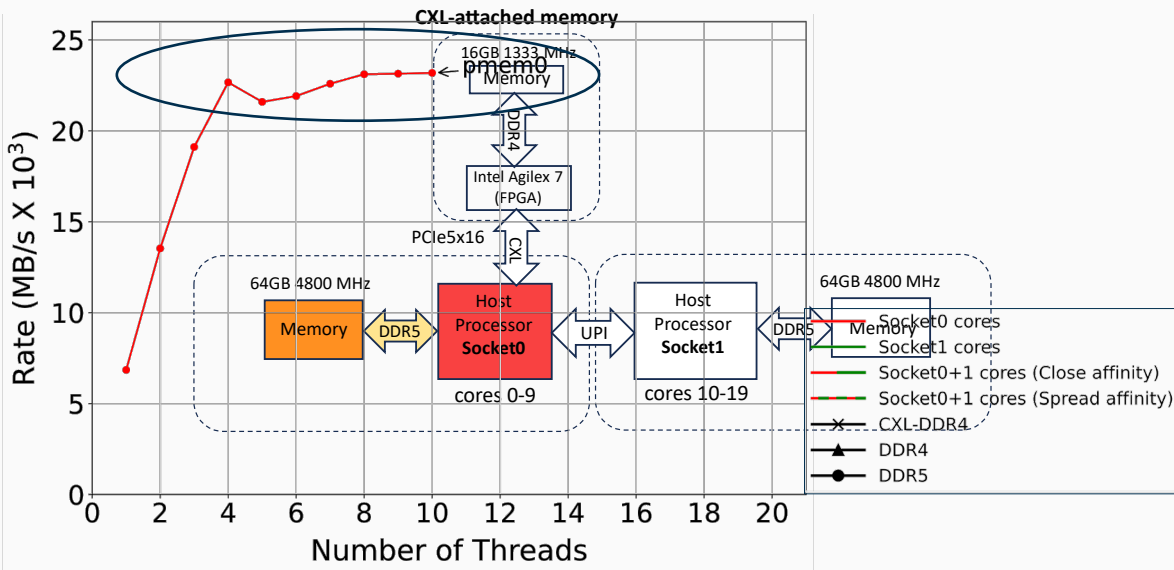 CXL-attached memory
16GB 1333 MHz
pmem0
Memory
DDR4
Intel Agilex 7
(FPGA)
PCIe5x16
CXL
64GB 4800 MHz
Memory
DDR5
Host
Processor
Socket0
cores 0-9
UPI
Host
Processor
Socket1
cores 10-19
DDR5
64GB 4800 MHz
Memory
Socket0 cores
Socket1 cores
Socket0+1 cores (Close affinity)
Socket0+1 cores (Spread affinity)
CXL-DDR4
DDR4
DDR5
Rate (MB/s X 10³)
25
20
15
10
5
0
0 2 4 6 8 10 12 14 16 18 20
Number of Threads